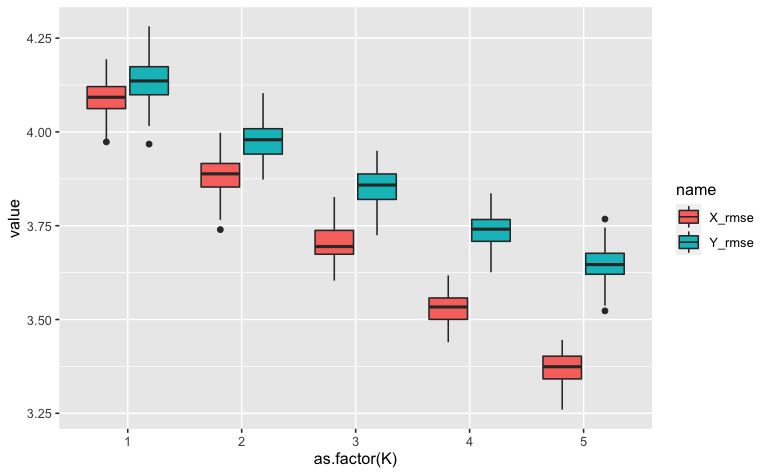 4.25
4.00
3.75
3.50
3.25
value
1 2 3 4 5
as.factor(K)
name
X_rmse
Y_rmse